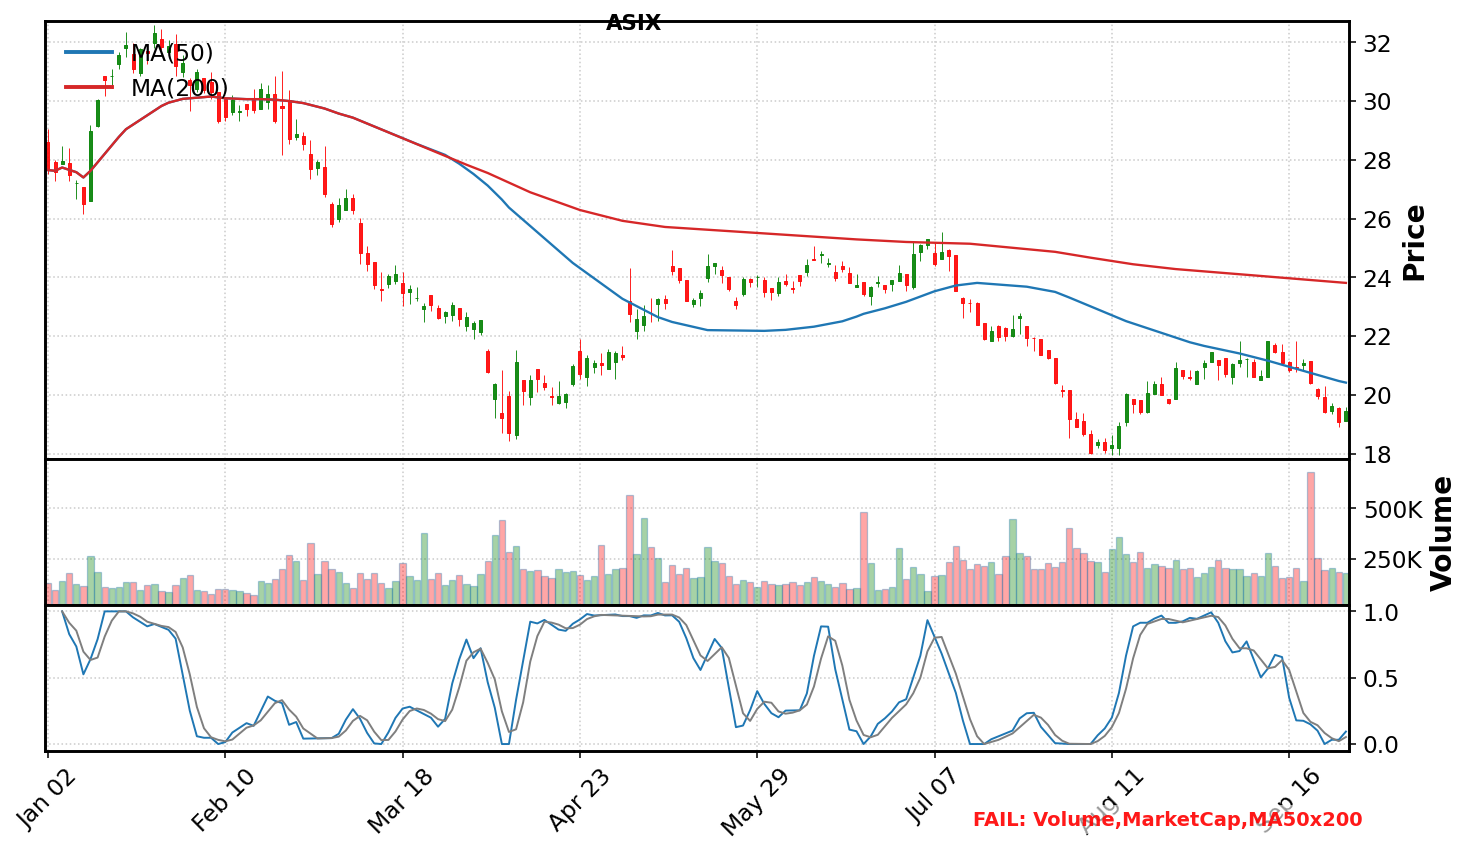 ASIX
MA(50)
MA(200)
32
30
28
26
24
22
20
18
Price
500K
250K
Volume
1.0
0.5
0.0
Jan 02
Feb 10
Mar 18
Apr 23
May 29
Jul 07
Aug 11
Sep 16
FAIL: Volume,MarketCap,MA50x200